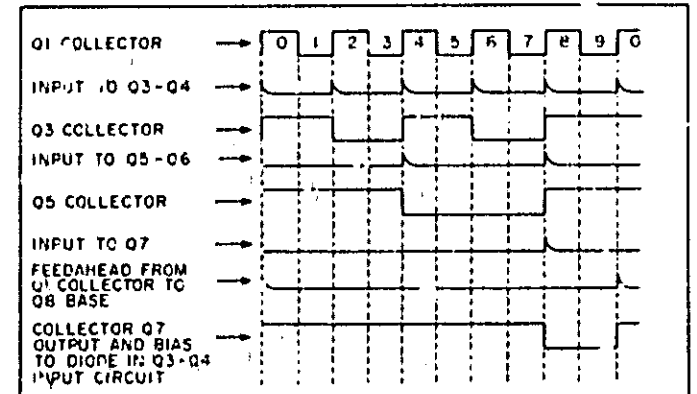 Q1 COLLECTOR
0 1 2 3 4 5 6 7 8 9 0
INPUT TO Q3-Q4
Q3 COLLECTOR
INPUT TO Q5-Q6
Q5 COLLECTOR
INPUT TO Q7
FEEDAHEAD FROM
Q1 COLLECTOR TO
Q8 BASE
COLLECTOR Q7
OUTPUT AND BIAS
TO DIODE IN Q3-Q4
INPUT CIRCUIT